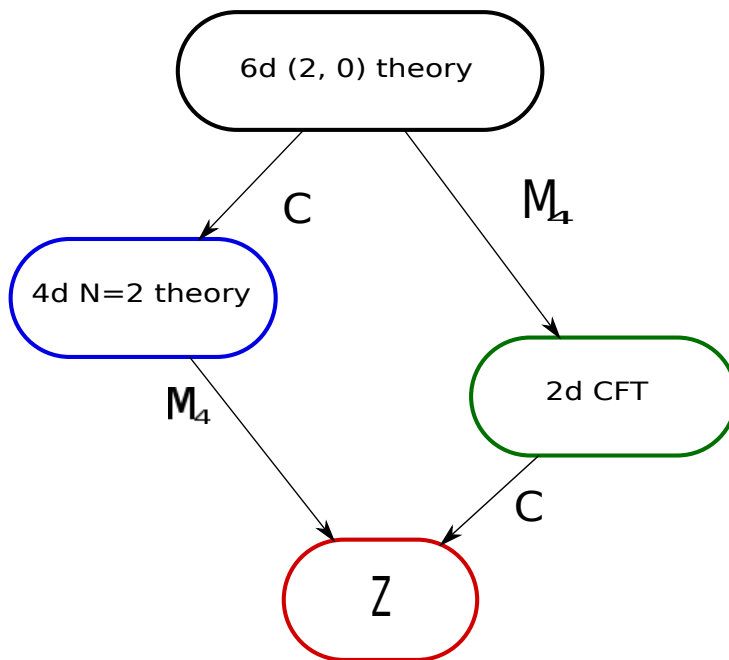 6d (2, 0) theory
C
M₄
4d N=2 theory
2d CFT
M₄
C
Z